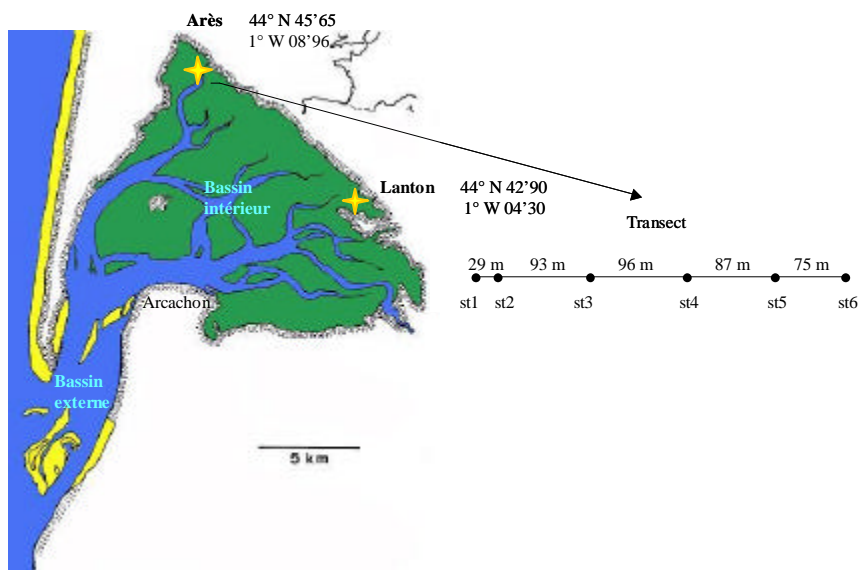 Arès 44° N 45’65
1° W 08’96
Bassin
intérieur
Lanton 44° N 42’90
1° W 04’30
Transect
29 m 93 m 96 m 87 m 75 m
st1 st2 st3 st4 st5 st6
Arcachon
Bassin
externe
5 km